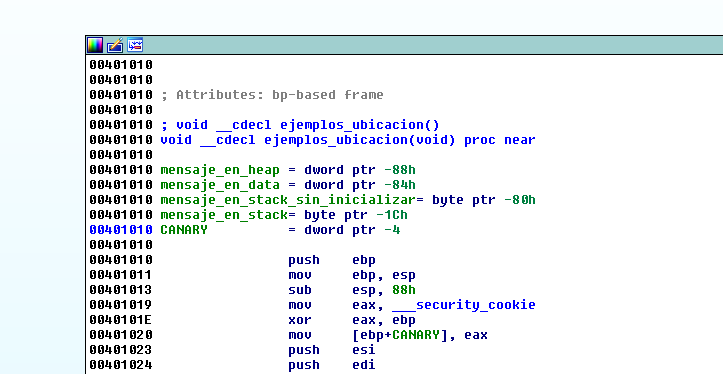 00401010
00401010
00401010 ; Attributes: bp-based frame
00401010
00401010 ; void __cdecl ejemplos_ubicacion()
00401010 void __cdecl ejemplos_ubicacion(void) proc near
00401010
00401010 mensaje_en_heap = dword ptr -88h
00401010 mensaje_en_data = dword ptr -84h
00401010 mensaje_en_stack_sin_inicializar= byte ptr -80h
00401010 mensaje_en_stack= byte ptr -1Ch
00401010 CANARY = dword ptr -4
00401010
00401010 push ebp
00401011 mov ebp, esp
00401013 sub esp, 88h
00401019 mov eax, ___security_cookie
0040101E xor eax, ebp
00401020 mov [ebp+CANARY], eax
00401023 push esi
00401024 push edi